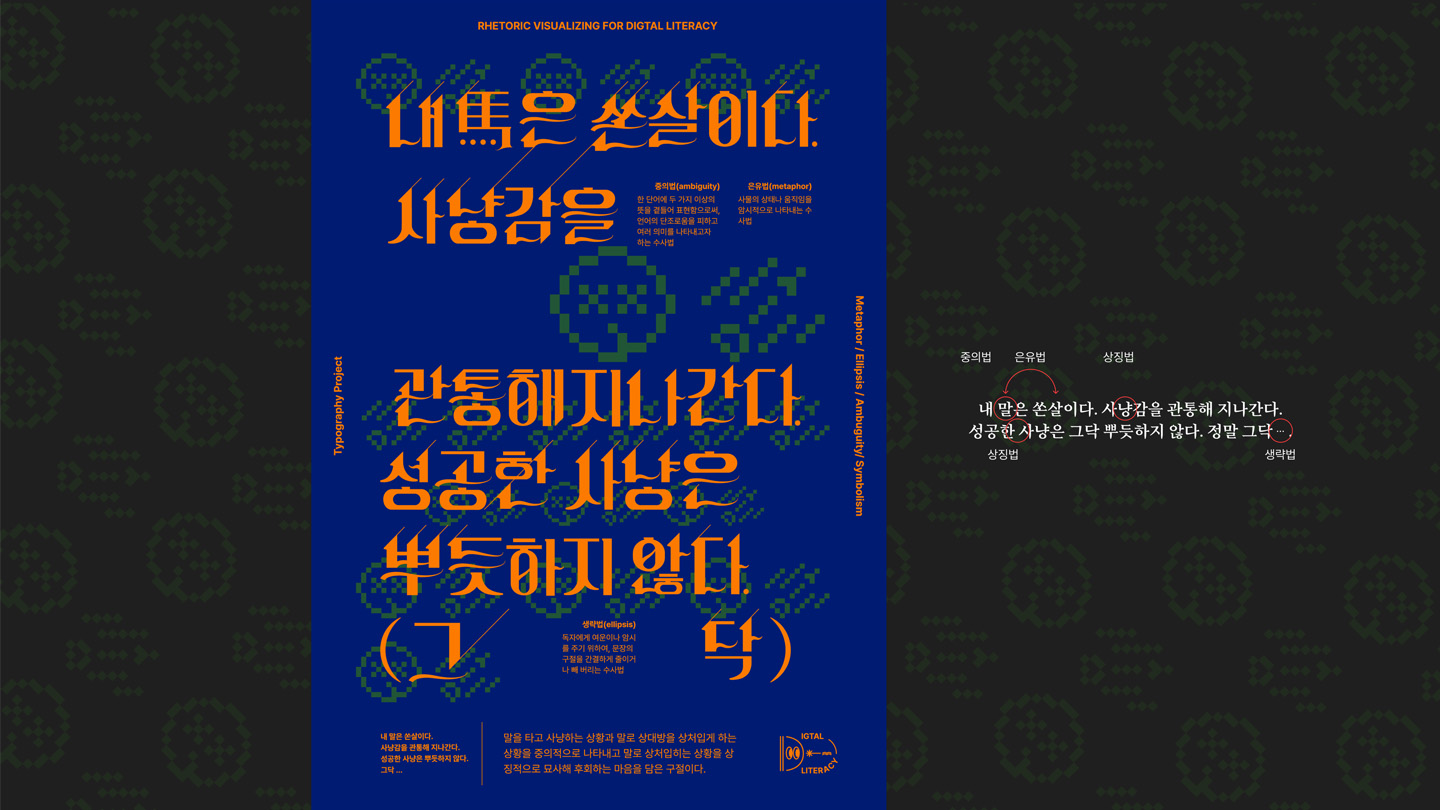 RHETORIC VISUALIZING FOR DIGTAL LITERACY
내 馬은 쏜살이다.
사냥감을
중의법(ambiguity)
한 단어에 두 가지 이상의
뜻을 곁들어 표현함으로써,
언어의 단조로움을 피하고
여러 의미를 나타내고자
하는 수사법
은유법(metaphor)
사물의 상태나 움직임을
암시적으로 나타내는 수
사법
관통해지나간다.
성공한 사냥은
뿌듯하지 않다.
(그 닥)
생략법(ellipsis)
독자에게 여운이나 암시
를 주기 위하여, 문장의
구절을 간결하게 줄이거
나 빼 버리는 수사법
Typography Project
Metaphor / Ellipsis / Ambuguity/ Symbolism
내 말은 쏜살이다.
사냥감을 관통해 지나간다.
성공한 사냥은 뿌듯하지 않다.
그닥 ...
말을 타고 사냥하는 상황과 말로 상대방을 상처입게 하는
상황을 중의적으로 나타내고 말로 상처입히는 상황을 상
징적으로 묘사해 후회하는 마음을 담은 구절이다.
IGTAL
LITERACY
중의법 은유법 상징법
내 말은 쏜살이다. 사냥감을 관통해 지나간다.
성공한 사냥은 그닥 뿌듯하지 않다. 정말 그닥 ... .
상징법 생략법